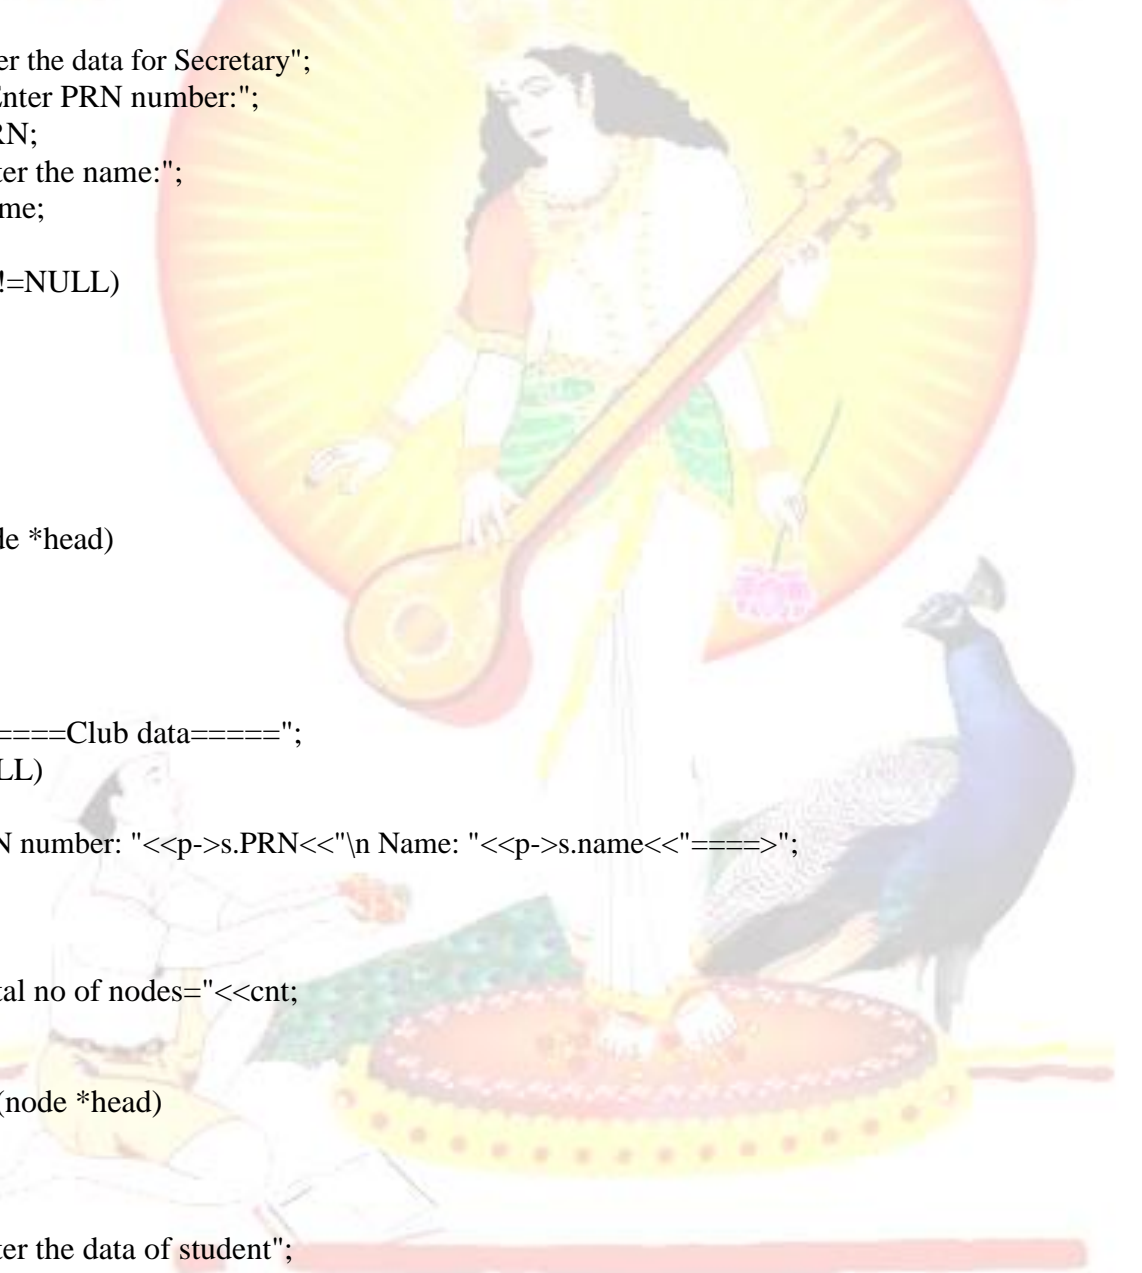 er the data for Secretary";
Enter PRN number:";
RN;
ter the name:";
me;
!=NULL)
de *head)
====Club data=====";
LL)
N number: "<<p->s.PRN<<"\n Name: "<<p->s.name<<"====>";
tal no of nodes="<<cnt;
(node *head)
ter the data of student";